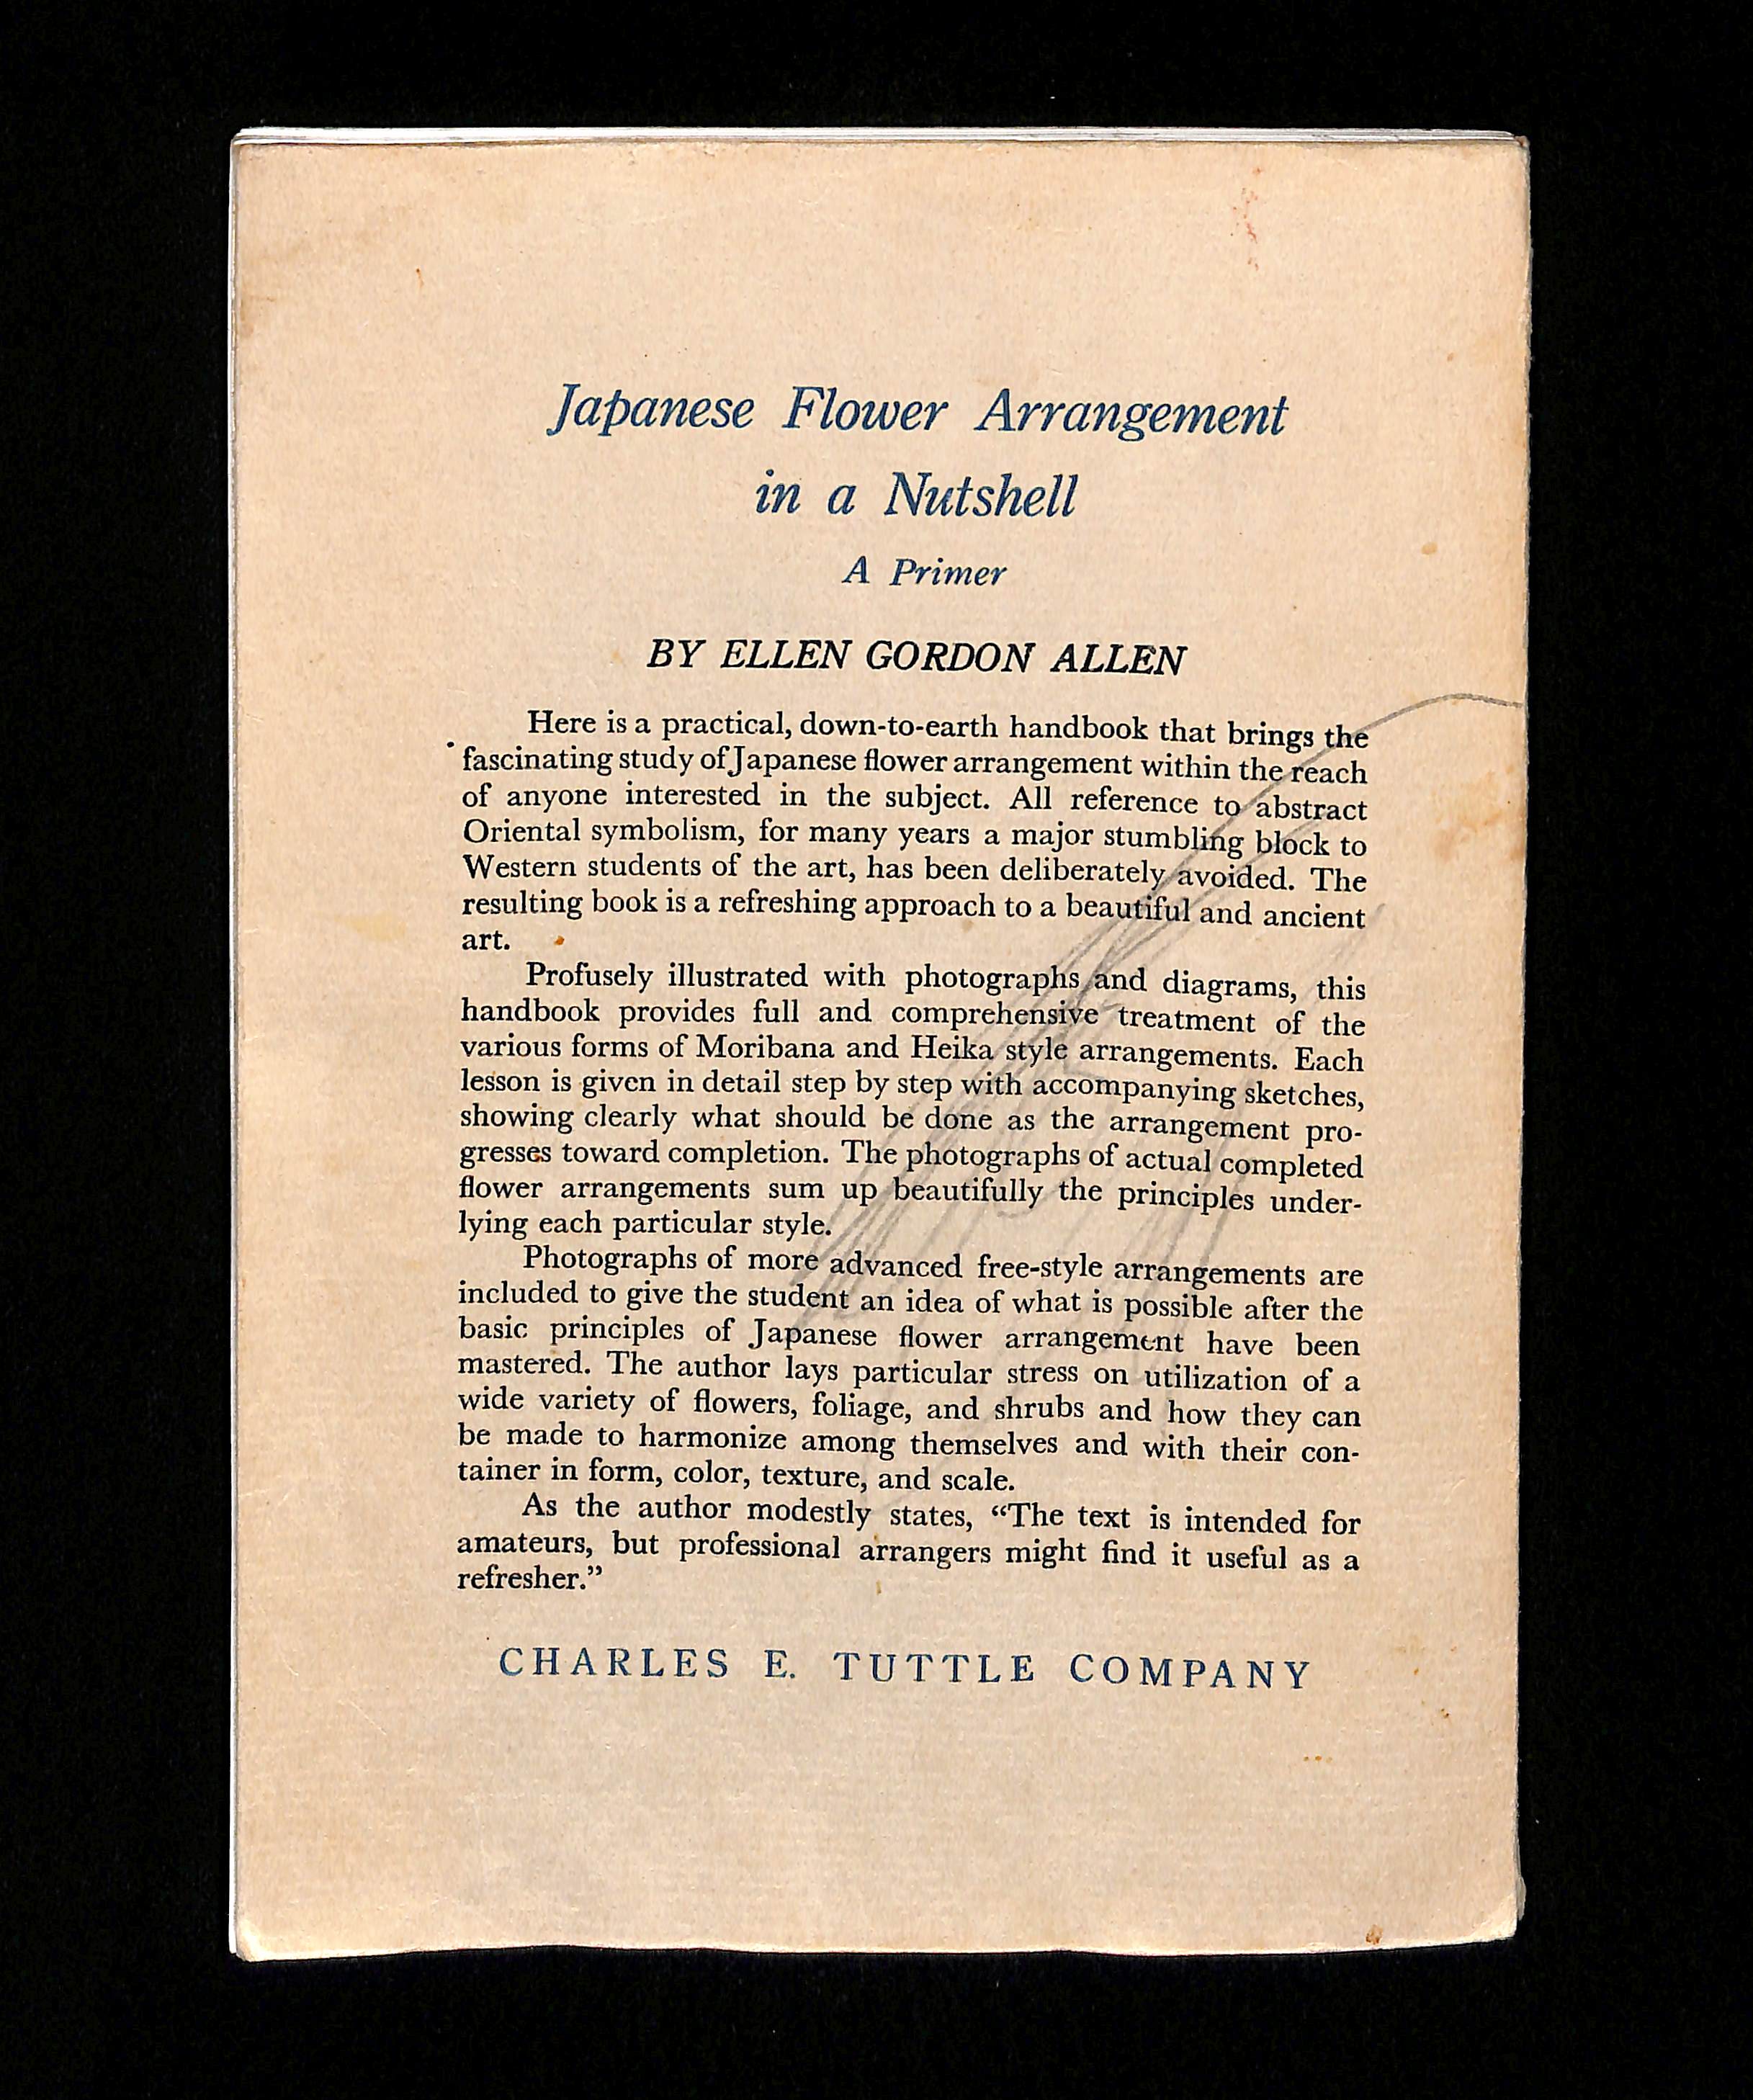 Japanese Flower Arrangement
in a Nutshell
A Primer
BY ELLEN GORDON ALLEN
Here is a practical, down-to-earth handbook that brings the
fascinating study of Japanese flower arrangement within the reach
of anyone interested in the subject. All reference to abstract
Oriental symbolism, for many years a major stumbling block to
Western students of the art, has been deliberately avoided. The
resulting book is a refreshing approach to a beautiful and ancient
art.
Profusely illustrated with photographs and diagrams, this
handbook provides full and comprehensive treatment of the
various forms of Moribana and Heika style arrangements. Each
lesson is given in detail step by step with accompanying sketches,
showing clearly what should be done as the arrangement pro-
gresses toward completion. The photographs of actual completed
flower arrangements sum up beautifully the principles under-
lying each particular style.
Photographs of more advanced free-style arrangements are
included to give the student an idea of what is possible after the
basic principles of Japanese flower arrangement have been
mastered. The author lays particular stress on utilization of a
wide variety of flowers, foliage, and shrubs and how they can
be made to harmonize among themselves and with their con-
tainer in form, color, texture, and scale.
As the author modestly states, “The text is intended for
amateurs, but professional arrangers might find it useful as a
refresher.”
CHARLES E. TUTTLE COMPANY